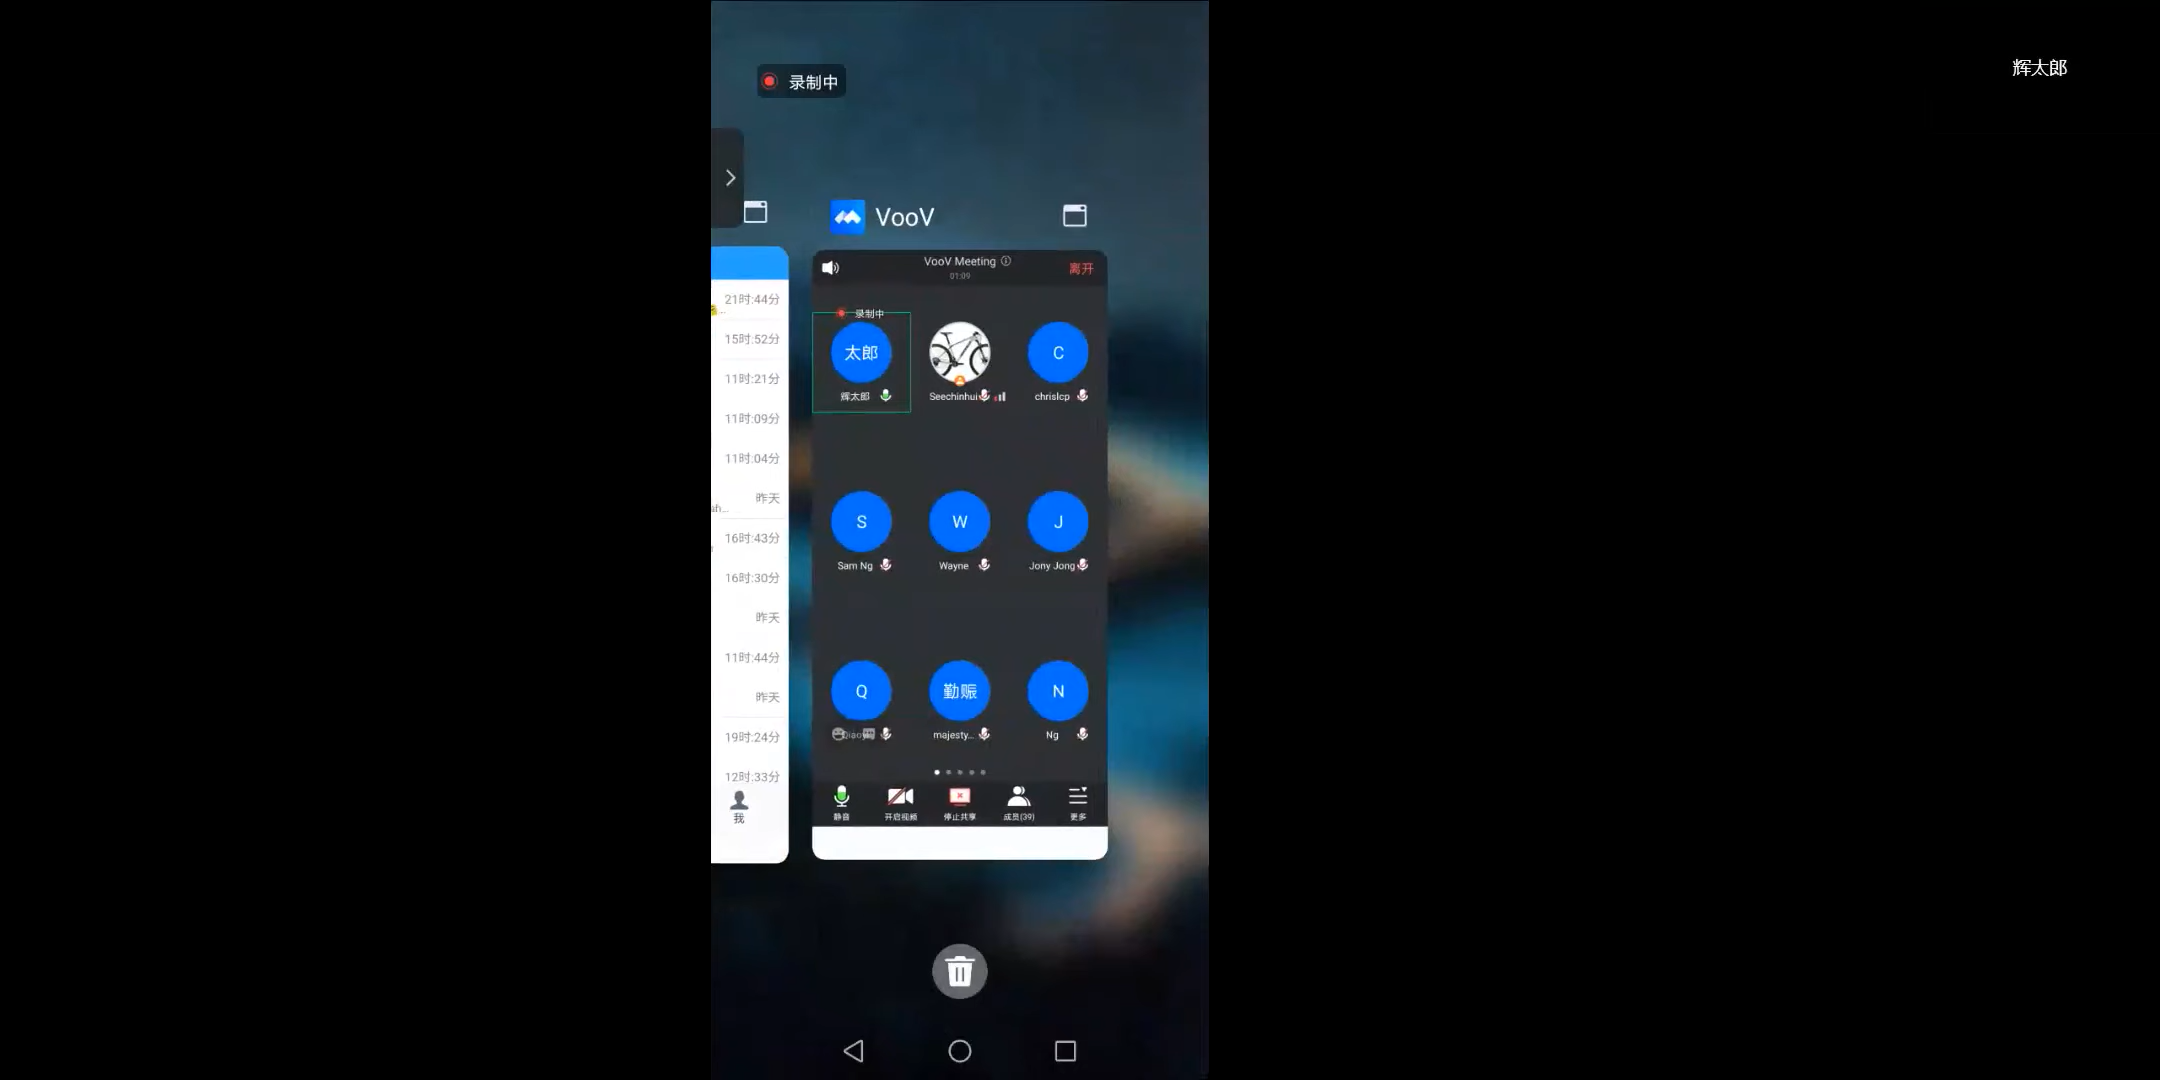 辉太郎
录制中
VooV
VooV Meeting
01:09
离开
21时:44分
15时:52分
11时:21分
11时:09分
11时:04分
昨天
16时:43分
16时:30分
昨天
11时:44分
昨天
19时:24分
12时:33分
我
录制中
太郎
C
辉太郎
Seechinhui
chrislcp
S
W
J
Sam Ng
Wayne
Jony Jong
Q
勤赈
N
majesty...
Ng
静音
开启视频
停止共享
成员(39)
更多